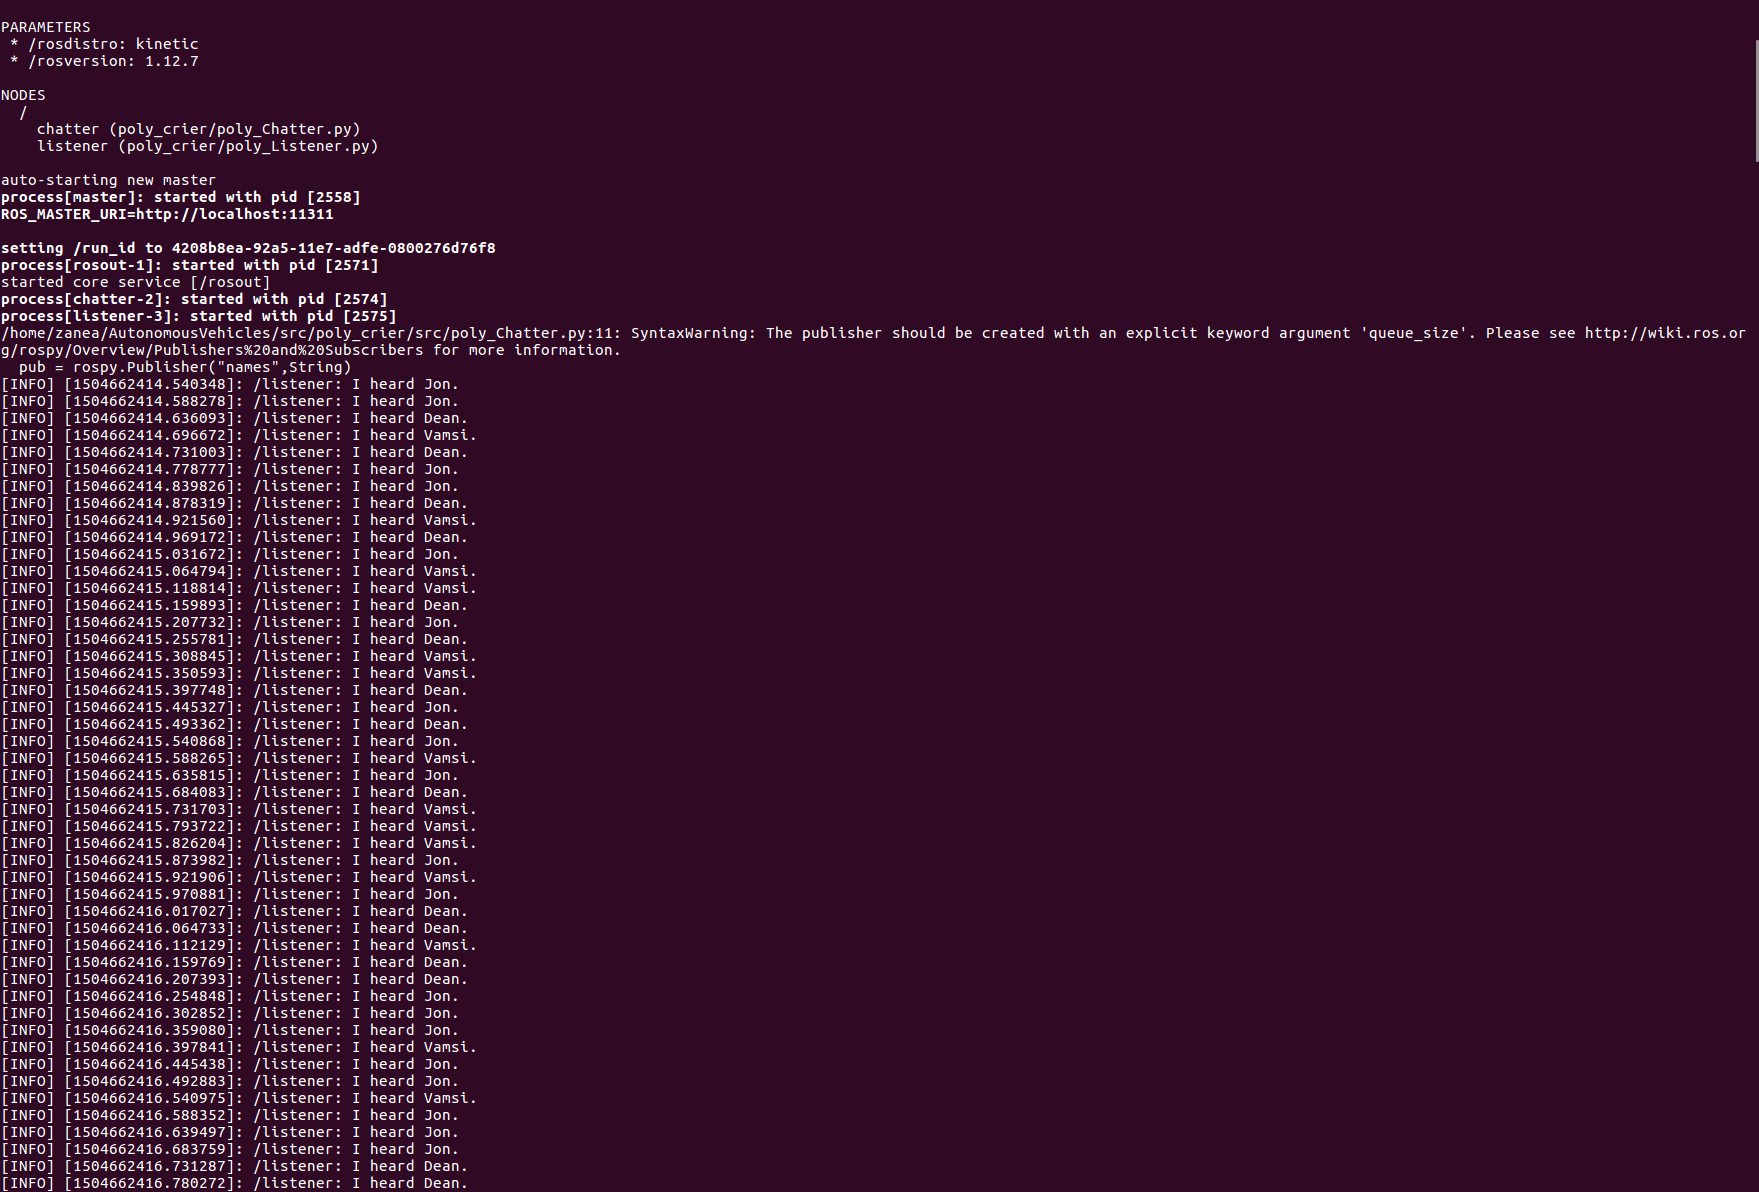 PARAMETERS
 * /rosdistro: kinetic
 * /rosversion: 1.12.7

NODES
  /
    chatter (poly_crier/poly_Chatter.py)
    listener (poly_crier/poly_Listener.py)

auto-starting new master
process[master]: started with pid [2558]
ROS_MASTER_URI=http://localhost:11311

setting /run_id to 4208b8ea-92a5-11e7-adfe-0800276d76f8
process[rosout-1]: started with pid [2571]
started core service [/rosout]
process[chatter-2]: started with pid [2574]
process[listener-3]: started with pid [2575]
/home/zanea/AutonomousVehicles/src/poly_crier/src/poly_Chatter.py:11: SyntaxWarning: The publisher should be created with an explicit keyword argument 'queue_size'. Please see http://wiki.ros.or
g/rospy/Overview/Publishers%20and%20Subscribers for more information.
  pub = rospy.Publisher("names",String)
[INFO] [1504662414.540348]: /listener: I heard Jon.
[INFO] [1504662414.588278]: /listener: I heard Jon.
[INFO] [1504662414.636093]: /listener: I heard Dean.
[INFO] [1504662414.696672]: /listener: I heard Vamsi.
[INFO] [1504662414.731003]: /listener: I heard Dean.
[INFO] [1504662414.778777]: /listener: I heard Jon.
[INFO] [1504662414.839826]: /listener: I heard Jon.
[INFO] [1504662414.878319]: /listener: I heard Dean.
[INFO] [1504662414.921560]: /listener: I heard Vamsi.
[INFO] [1504662414.969172]: /listener: I heard Dean.
[INFO] [1504662415.031672]: /listener: I heard Jon.
[INFO] [1504662415.064794]: /listener: I heard Vamsi.
[INFO] [1504662415.118814]: /listener: I heard Vamsi.
[INFO] [1504662415.159893]: /listener: I heard Dean.
[INFO] [1504662415.207732]: /listener: I heard Jon.
[INFO] [1504662415.255781]: /listener: I heard Dean.
[INFO] [1504662415.308845]: /listener: I heard Vamsi.
[INFO] [1504662415.350593]: /listener: I heard Vamsi.
[INFO] [1504662415.397748]: /listener: I heard Dean.
[INFO] [1504662415.445327]: /listener: I heard Jon.
[INFO] [1504662415.493362]: /listener: I heard Dean.
[INFO] [1504662415.540868]: /listener: I heard Jon.
[INFO] [1504662415.588265]: /listener: I heard Vamsi.
[INFO] [1504662415.635815]: /listener: I heard Jon.
[INFO] [1504662415.684083]: /listener: I heard Dean.
[INFO] [1504662415.731703]: /listener: I heard Vamsi.
[INFO] [1504662415.793722]: /listener: I heard Vamsi.
[INFO] [1504662415.826204]: /listener: I heard Vamsi.
[INFO] [1504662415.873982]: /listener: I heard Jon.
[INFO] [1504662415.921906]: /listener: I heard Vamsi.
[INFO] [1504662415.970881]: /listener: I heard Jon.
[INFO] [1504662416.017027]: /listener: I heard Dean.
[INFO] [1504662416.064733]: /listener: I heard Dean.
[INFO] [1504662416.112129]: /listener: I heard Vamsi.
[INFO] [1504662416.159769]: /listener: I heard Dean.
[INFO] [1504662416.207393]: /listener: I heard Dean.
[INFO] [1504662416.254848]: /listener: I heard Jon.
[INFO] [1504662416.302852]: /listener: I heard Jon.
[INFO] [1504662416.359080]: /listener: I heard Jon.
[INFO] [1504662416.397841]: /listener: I heard Vamsi.
[INFO] [1504662416.445438]: /listener: I heard Jon.
[INFO] [1504662416.492883]: /listener: I heard Jon.
[INFO] [1504662416.540975]: /listener: I heard Vamsi.
[INFO] [1504662416.588352]: /listener: I heard Jon.
[INFO] [1504662416.639497]: /listener: I heard Jon.
[INFO] [1504662416.683759]: /listener: I heard Jon.
[INFO] [1504662416.731287]: /listener: I heard Dean.
[INFO] [1504662416.780272]: /listener: I heard Dean.